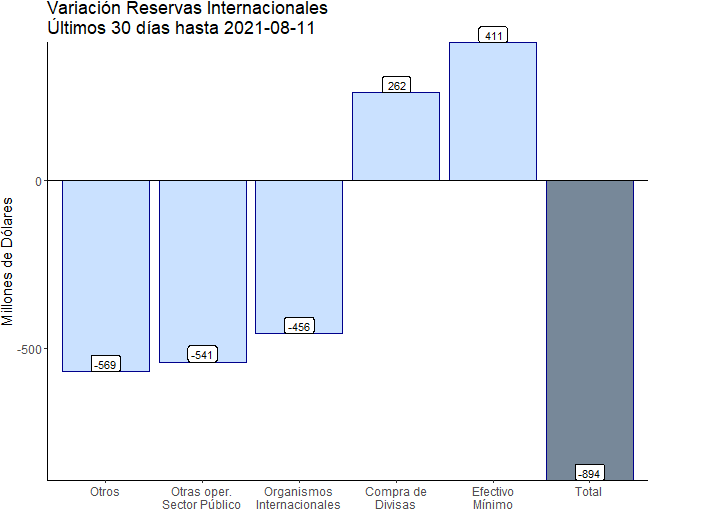 Variación Reservas Internacionales
Últimos 30 días hasta 2021-08-11
Millones de Dólares
0
-500
-569
-541
-456
262
411
-894
Otros
Otras oper.
Sector Público
Organismos
Internacionales
Compra de
Divisas
Efectivo
Mínimo
Total